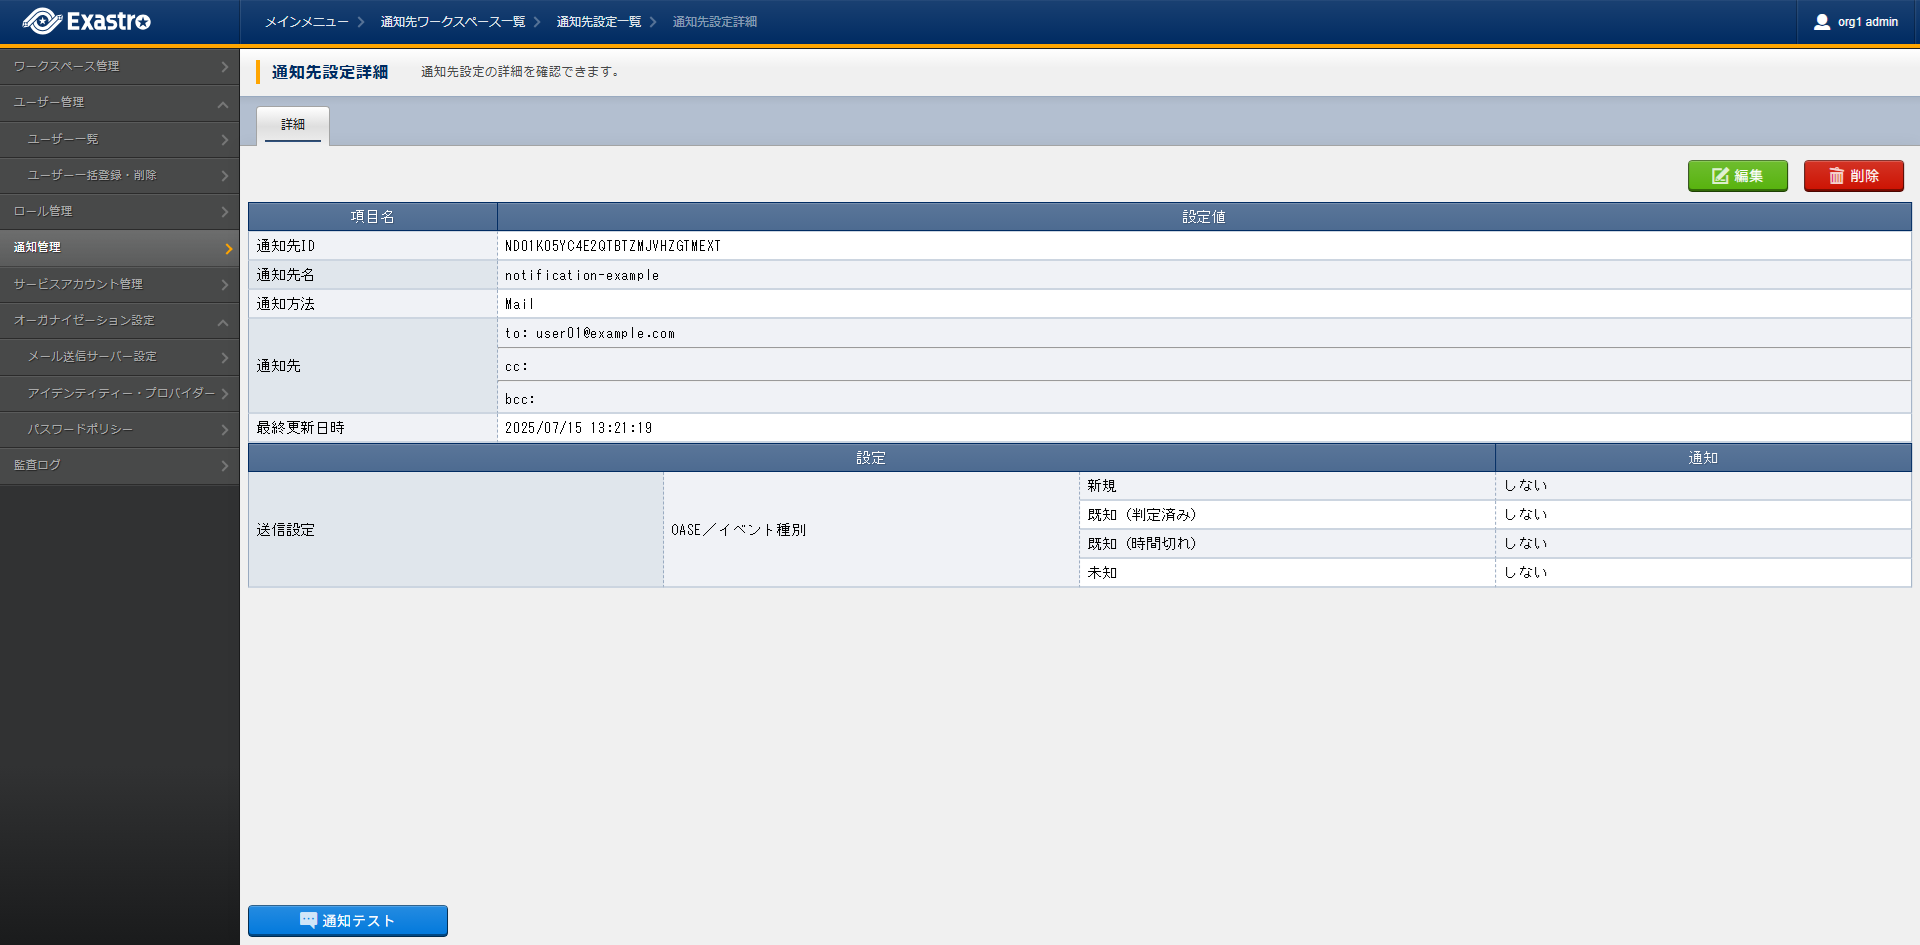 Exastro
メインメニュー
通知先ワークスペース一覧
通知先設定一覧
通知先設定詳細
org1 admin
ワークスペース管理
ユーザー管理
ユーザー一覧
ユーザー一括登録・削除
ロール管理
通知管理
サービスアカウント管理
オーガナイゼーション設定
メール送信サーバー設定
アイデンティティー・プロバイダー
パスワードポリシー
監査ログ
通知先設定詳細 通知先設定の詳細を確認できます。
詳細
編集 削除
項目名 設定値
通知先ID ND01K05YC4E2QTBTZMJVHZGTMEXT
通知先名 notification-example
通知方法 Mail
通知先
to: user01@example.com
cc:
bcc:
最終更新日時 2025/07/15 13:21:19
設定 通知
送信設定 OASE／イベント種別
新規 しない
既知（判定済み） しない
既知（時間切れ） しない
未知 しない
通知テスト